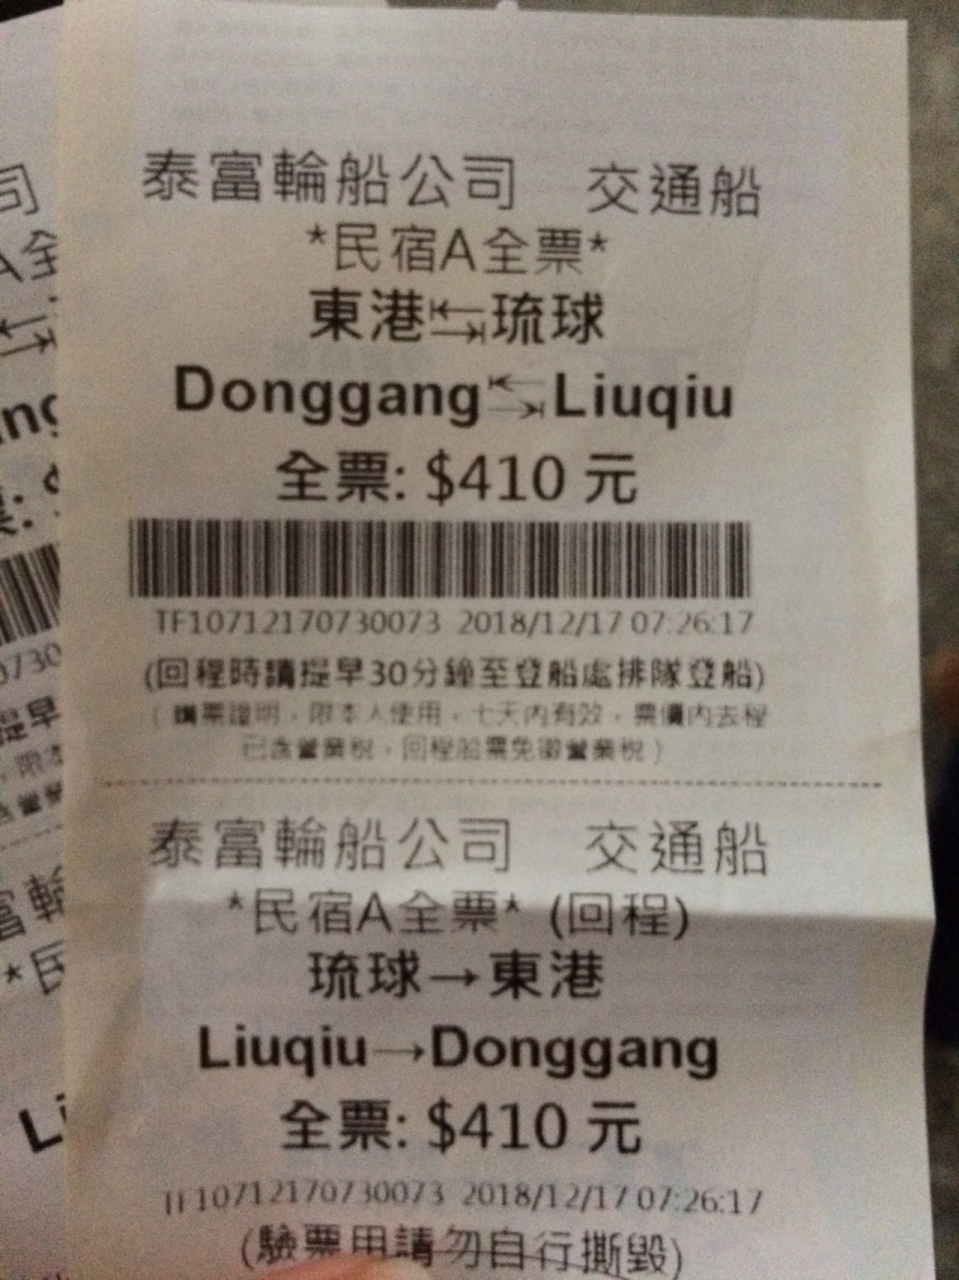 泰富輪船公司 交通船
*民宿A全票*
東港⇆琉球
Donggang⇆Liuqiu
全票: $410 元
TF10712170730073 2018/12/17 07:26:17
(回程時請提早30分鐘至登船處排隊登船)
(購票證明，限本人使用，七天內有效，票價內去程
已含營業稅，回程船票免徵營業稅)
泰富輪船公司 交通船
*民宿A全票* (回程)
琉球→東港
Liuqiu→Donggang
全票: $410 元
TF10712170730073 2018/12/17 07:26:17
(驗票用請勿自行撕毀)